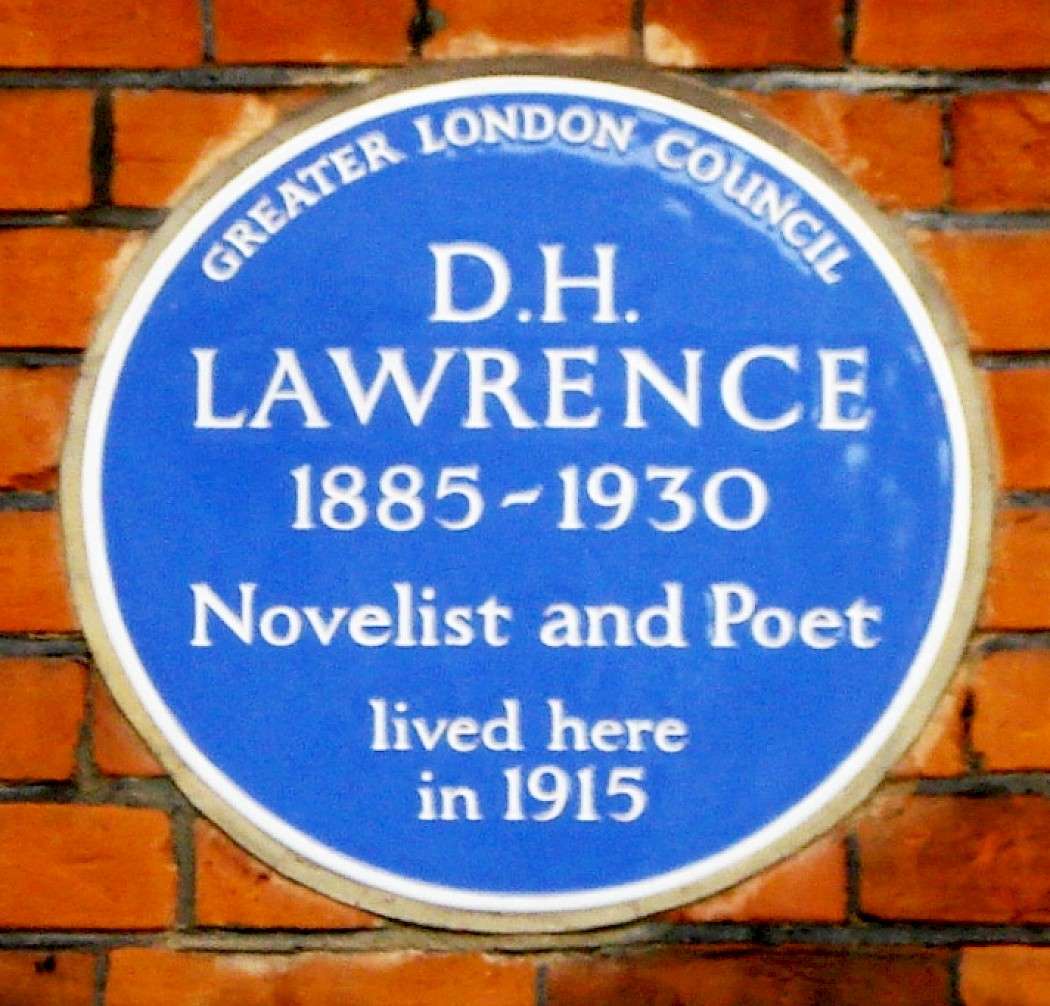 GREATER LONDON COUNCIL
D.H.
LAWRENCE
1885~1930
Novelist and Poet
lived here
in 1915